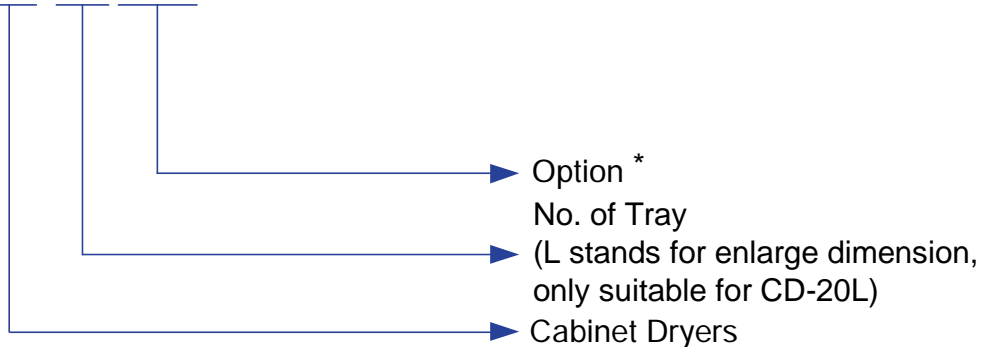 Option *
No. of Tray
(L stands for enlarge dimension,
only suitable for CD-20L)
Cabinet Dryers